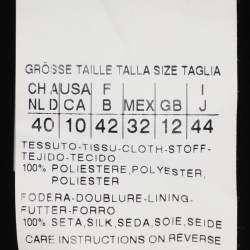 GRÖSSE TAILLE TALLA SIZE TAGLIA
CH A USA F I
NL D CA B MEX GB J
40 10 42 32 12 44
TESSUTO-TISSU-CLOTH-STOFF-
TEJIDO-TECIDO
100% POLIESTERE,POLYESTER,
POLIESTER
FODERA-DOUBLURE-LINING-
FUTTER-FORRO
100% SETA,SILK,SEDA,SOIE,SEIDE
CARE INSTRUCTIONS ON REVERSE